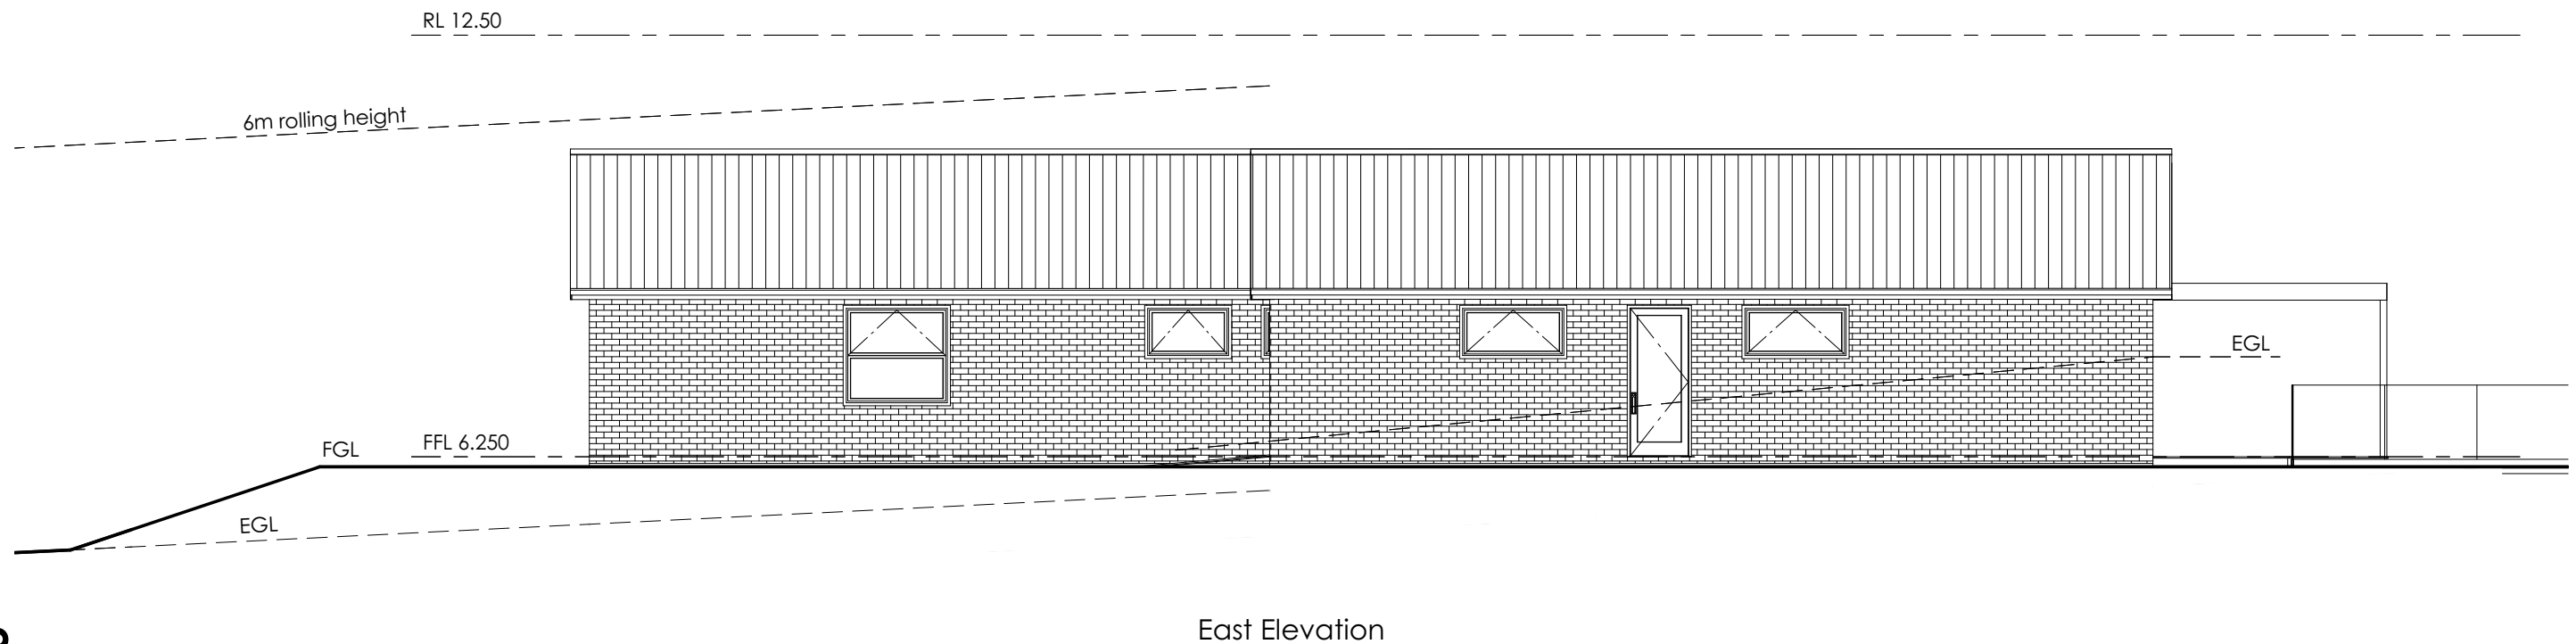 RL 12.50
6m rolling height
EGL
FGL
FFL 6.250
EGL
East Elevation